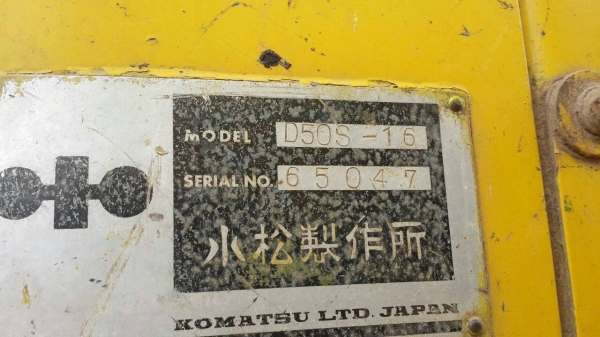 MODEL D50S-16
SERIAL NO. 65047
小松製作所
KOMATSU LTD. JAPAN